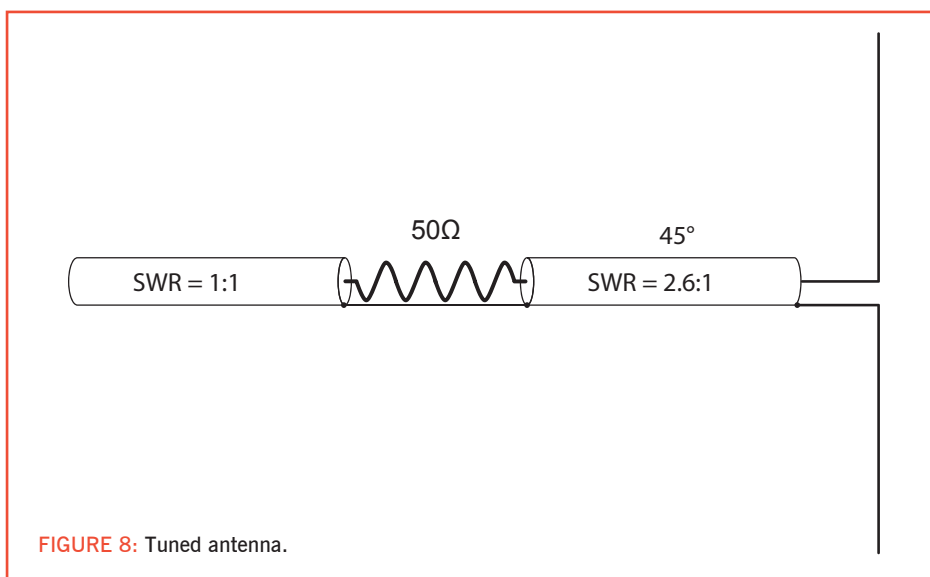 50Ω
45°
SWR = 1:1
SWR = 2.6:1
FIGURE 8: Tuned antenna.